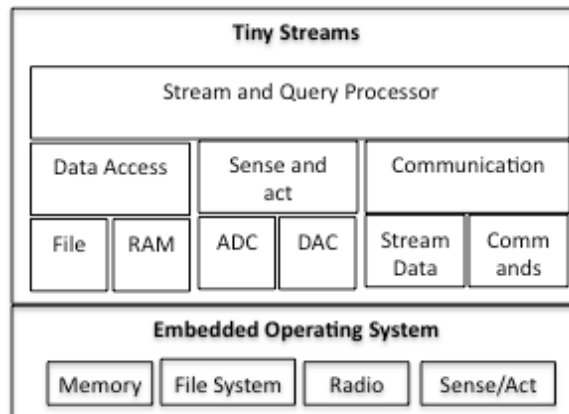 Tiny Streams
Stream and Query Processor
Data Access
Sense and
act
Communication
File
RAM
ADC
DAC
Stream
Data
Comm
ands
Embedded Operating System
Memory
File System
Radio
Sense/Act